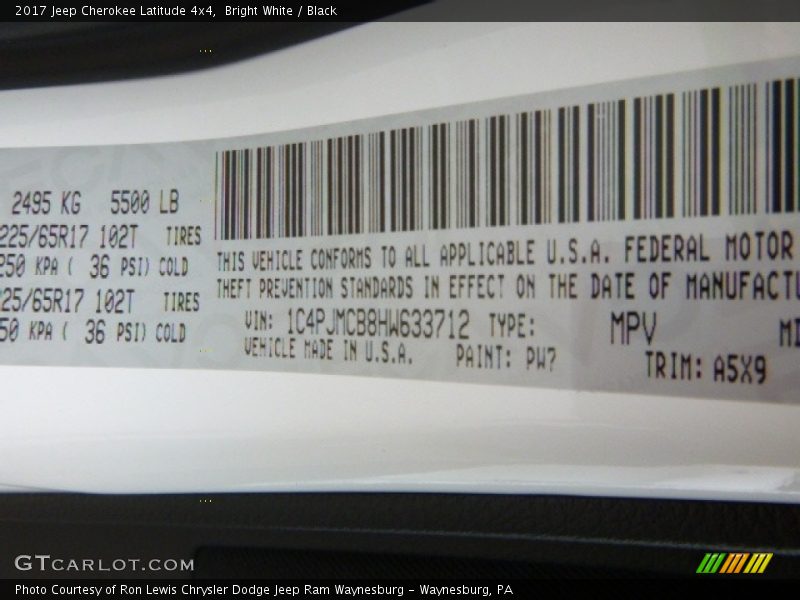 2017 Jeep Cherokee Latitude 4x4, Bright White / Black
2495 KG 5500 LB
225/65R17 102T TIRES
250 KPA ( 36 PSI) COLD
225/65R17 102T TIRES
50 KPA ( 36 PSI) COLD
THIS VEHICLE CONFORMS TO ALL APPLICABLE U.S.A. FEDERAL MOTOR
THEFT PREVENTION STANDARDS IN EFFECT ON THE DATE OF MANUFACTU
VIN: 1C4PJMCB8HW633712 TYPE: MPV
VEHICLE MADE IN U.S.A. PAINT: PW7 TRIM: A5X9
GTCARLOT.COM
Photo Courtesy of Ron Lewis Chrysler Dodge Jeep Ram Waynesburg - Waynesburg, PA